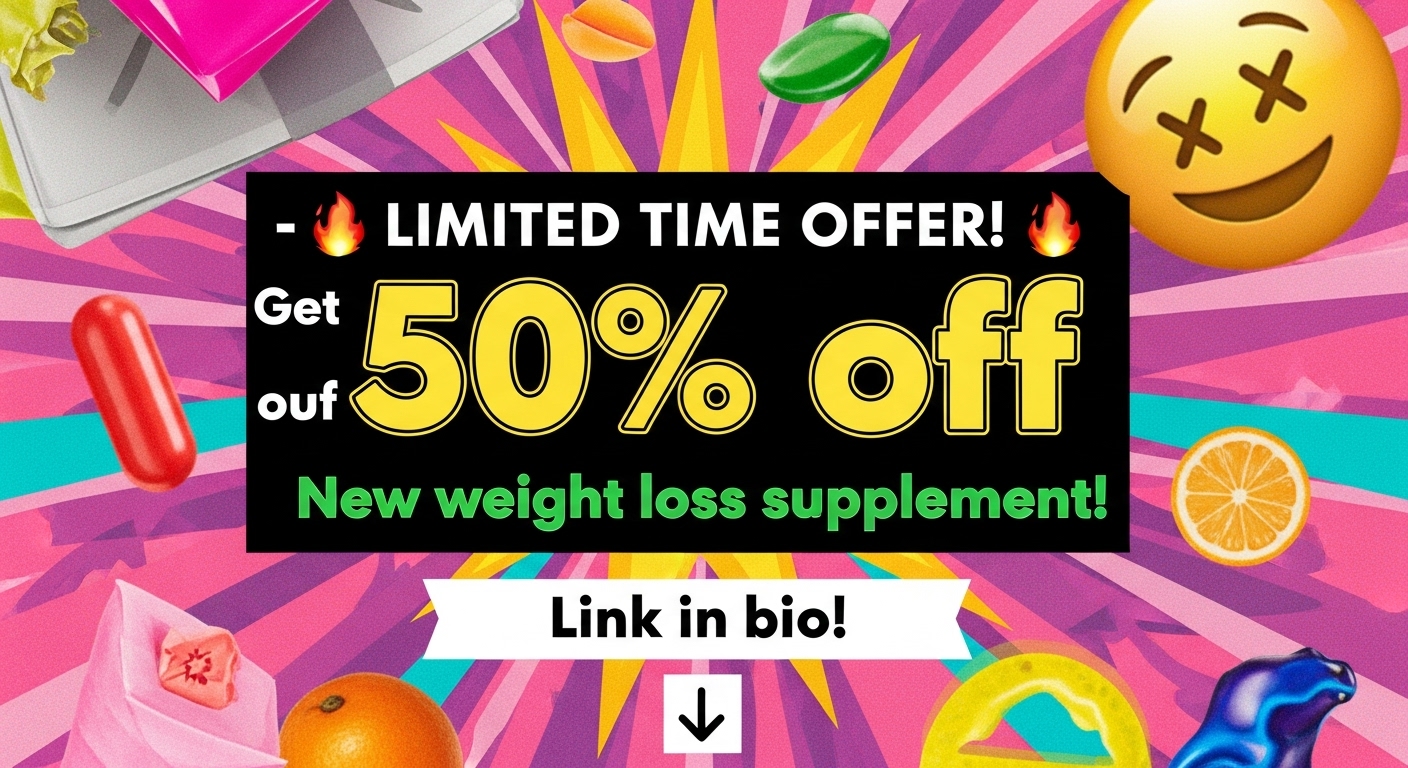 - 🔥 LIMITED TIME OFFER! 🔥
Get 50% off
ouf
New weight loss supplement!
Link in bio!
↓